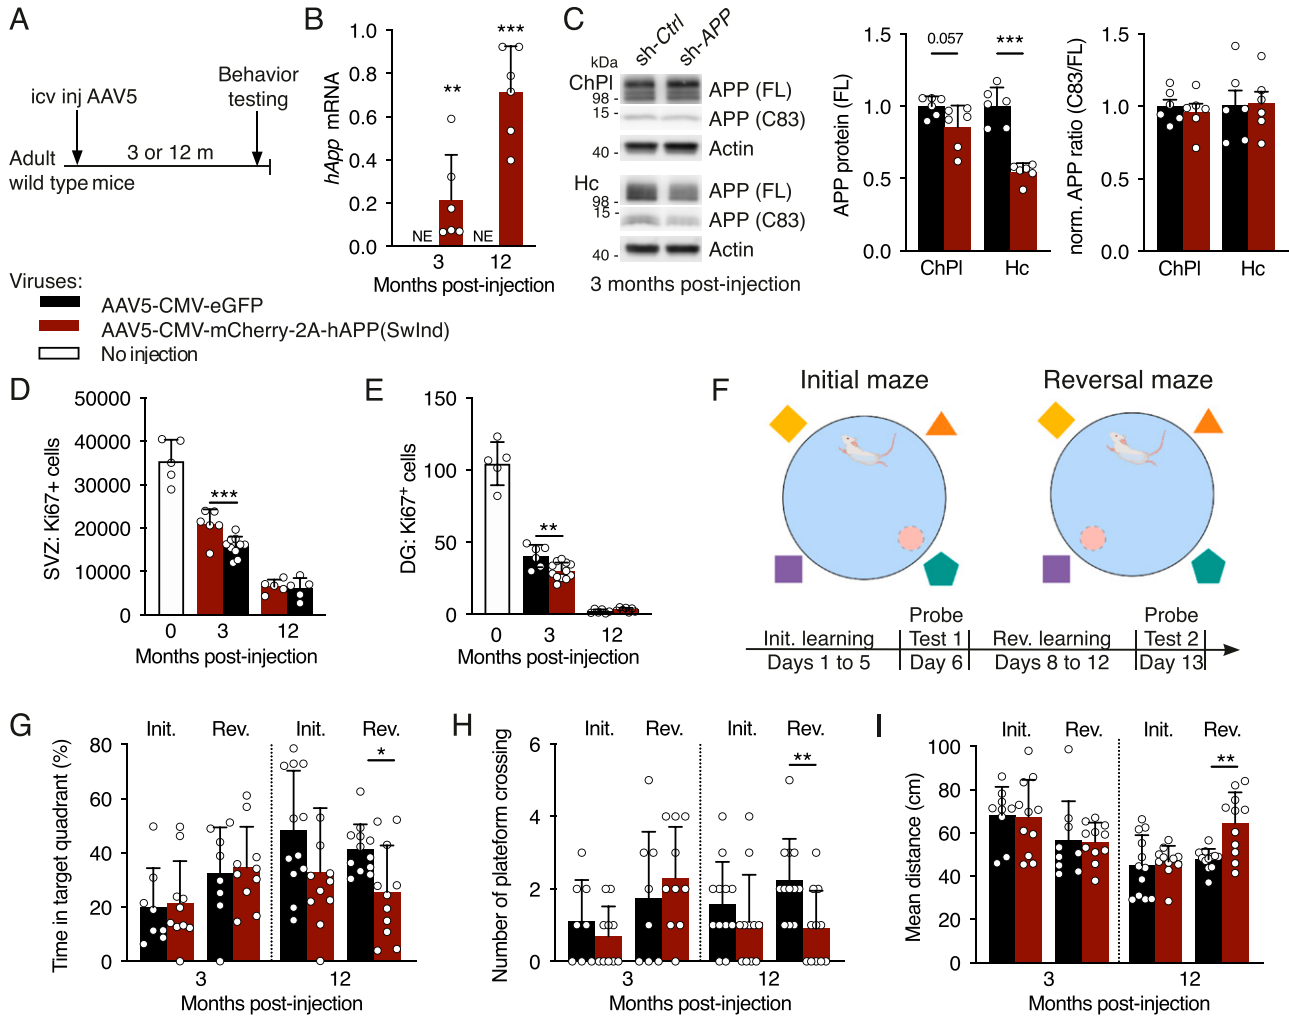 A
icv inj AAV5
Behavior
testing
Adult
wild type mice
3 or 12 m
Viruses:
AAV5-CMV-eGFP
AAV5-CMV-mCherry-2A-hAPP(SwInd)
No injection
B
hApp mRNA
1.0
0.8
0.6
0.4
0.2
0.0
**
***
NE
NE
3
12
Months post-injection
C
kDa
sh-Ctrl
sh-APP
ChPl
98 -
15 -
40 -
APP (FL)
APP (C83)
Actin
Hc
98 -
15 -
40 -
APP (FL)
APP (C83)
Actin
3 months post-injection
APP protein (FL)
1.5
1.0
0.5
0.0
0.057
***
ChPl
Hc
norm. APP ratio (C83/FL)
1.5
1.0
0.5
0.0
ChPl
Hc
D
SVZ: Ki67+ cells
50000
40000
30000
20000
10000
0
***
0
3
12
Months post-injection
E
DG: Ki67+ cells
150
100
50
0
**
0
3
12
Months post-injection
F
Initial maze
Reversal maze
Init. learning
Days 1 to 5
Probe
Test 1
Day 6
Rev. learning
Days 8 to 12
Probe
Test 2
Day 13
G
Time in target quadrant (%)
80
60
40
20
0
Init.
Rev.
Init.
Rev.
*
3
12
Months post-injection
H
Number of plateform crossing
6
4
2
0
Init.
Rev.
Init.
Rev.
**
3
12
Months post-injection
I
Mean distance (cm)
100
80
60
40
20
0
Init.
Rev.
Init.
Rev.
**
3
12
Months post-injection